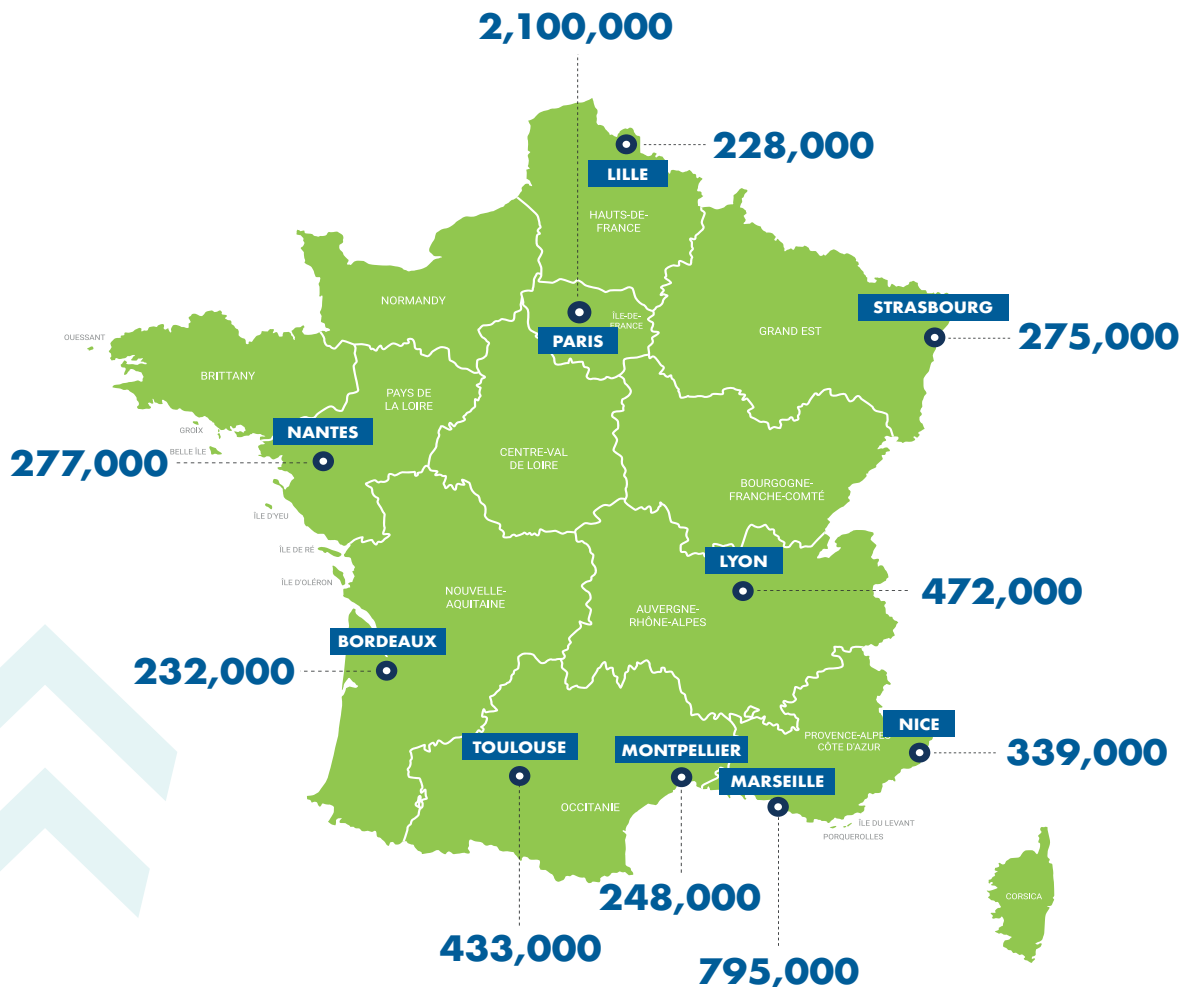 2,100,000
228,000
LILLE
HAUTS-DE-
FRANCE
NORMANDY
ÎLE-DE-
FRANCE
PARIS
GRAND EST
STRASBOURG
275,000
OUESSANT
BRITTANY
PAYS DE
LA LOIRE
GROIX
BELLE ÎLE
NANTES
277,000
CENTRE-VAL
DE LOIRE
BOURGOGNE-
FRANCHE-COMTÉ
ÎLE D'YEU
ÎLE DE RÉ
ÎLE D'OLÉRON
NOUVELLE-
AQUITAINE
LYON
472,000
AUVERGNE-
RHÔNE-ALPES
BORDEAUX
232,000
TOULOUSE
MONTPELLIER
PROVENCE-ALPES
CÔTE D'AZUR
NICE
339,000
MARSEILLE
OCCITANIE
ÎLE DU LEVANT
PORQUEROLLES
CORSICA
248,000
433,000
795,000